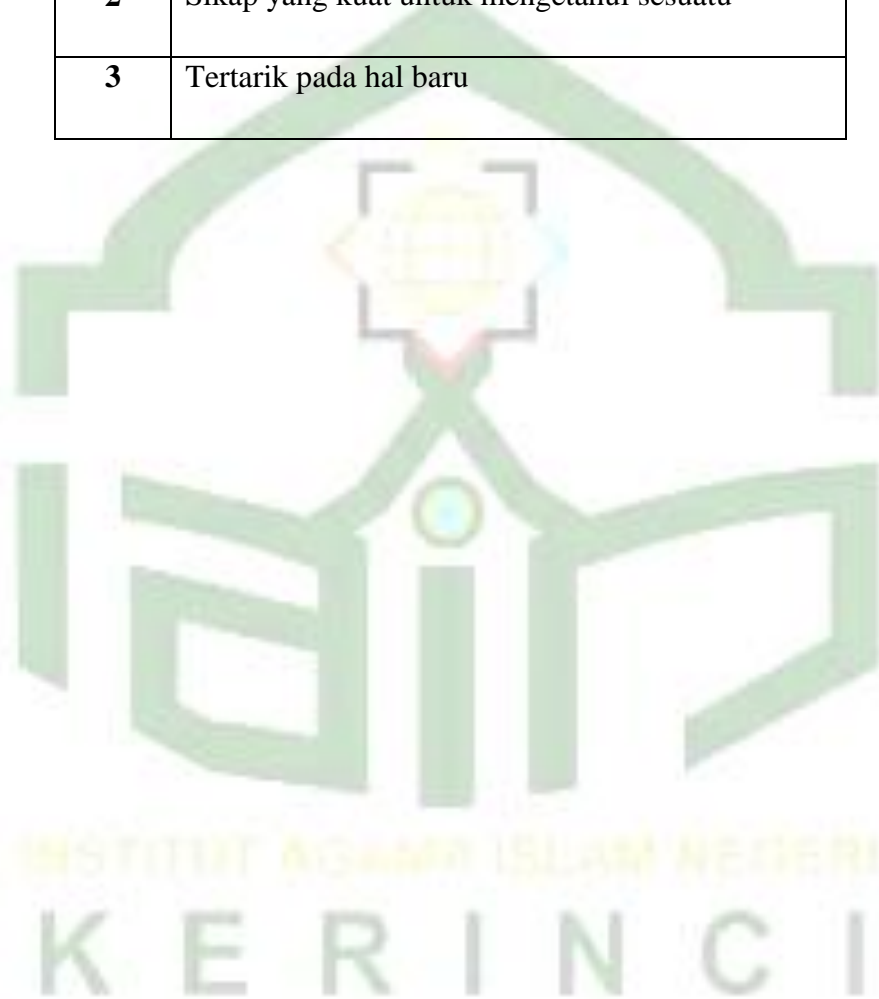 2 Sikap yang kuat untuk mengetahui sesuatu
3 Tertarik pada hal baru
INSTITUT AGAMA ISLAM NEGERI
KERINCI